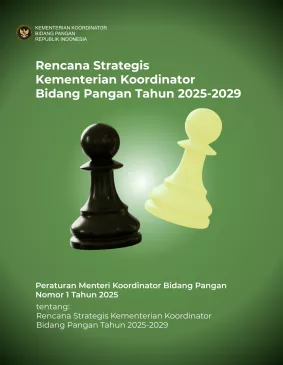 KEMENTERIAN KOORDINATOR
BIDANG PANGAN
REPUBLIK INDONESIA
Rencana Strategis
Kementerian Koordinator
Bidang Pangan Tahun 2025-2029
Peraturan Menteri Koordinator Bidang Pangan
Nomor 1 Tahun 2025
tentang:
Rencana Strategis Kementerian Koordinator
Bidang Pangan Tahun 2025-2029